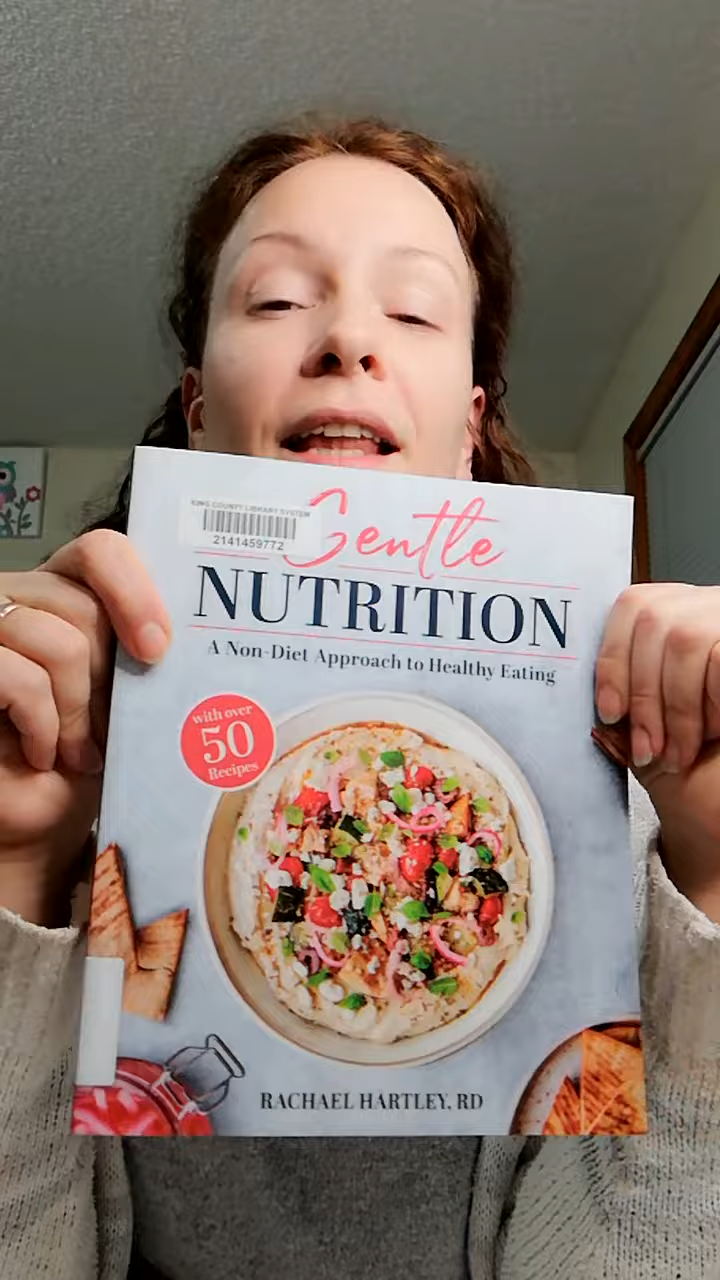 KING COUNTY LIBRARY SYSTEM
2141459772
Gentle
NUTRITION
A Non-Diet Approach to Healthy Eating
with over
50
Recipes
RACHAEL HARTLEY, RD